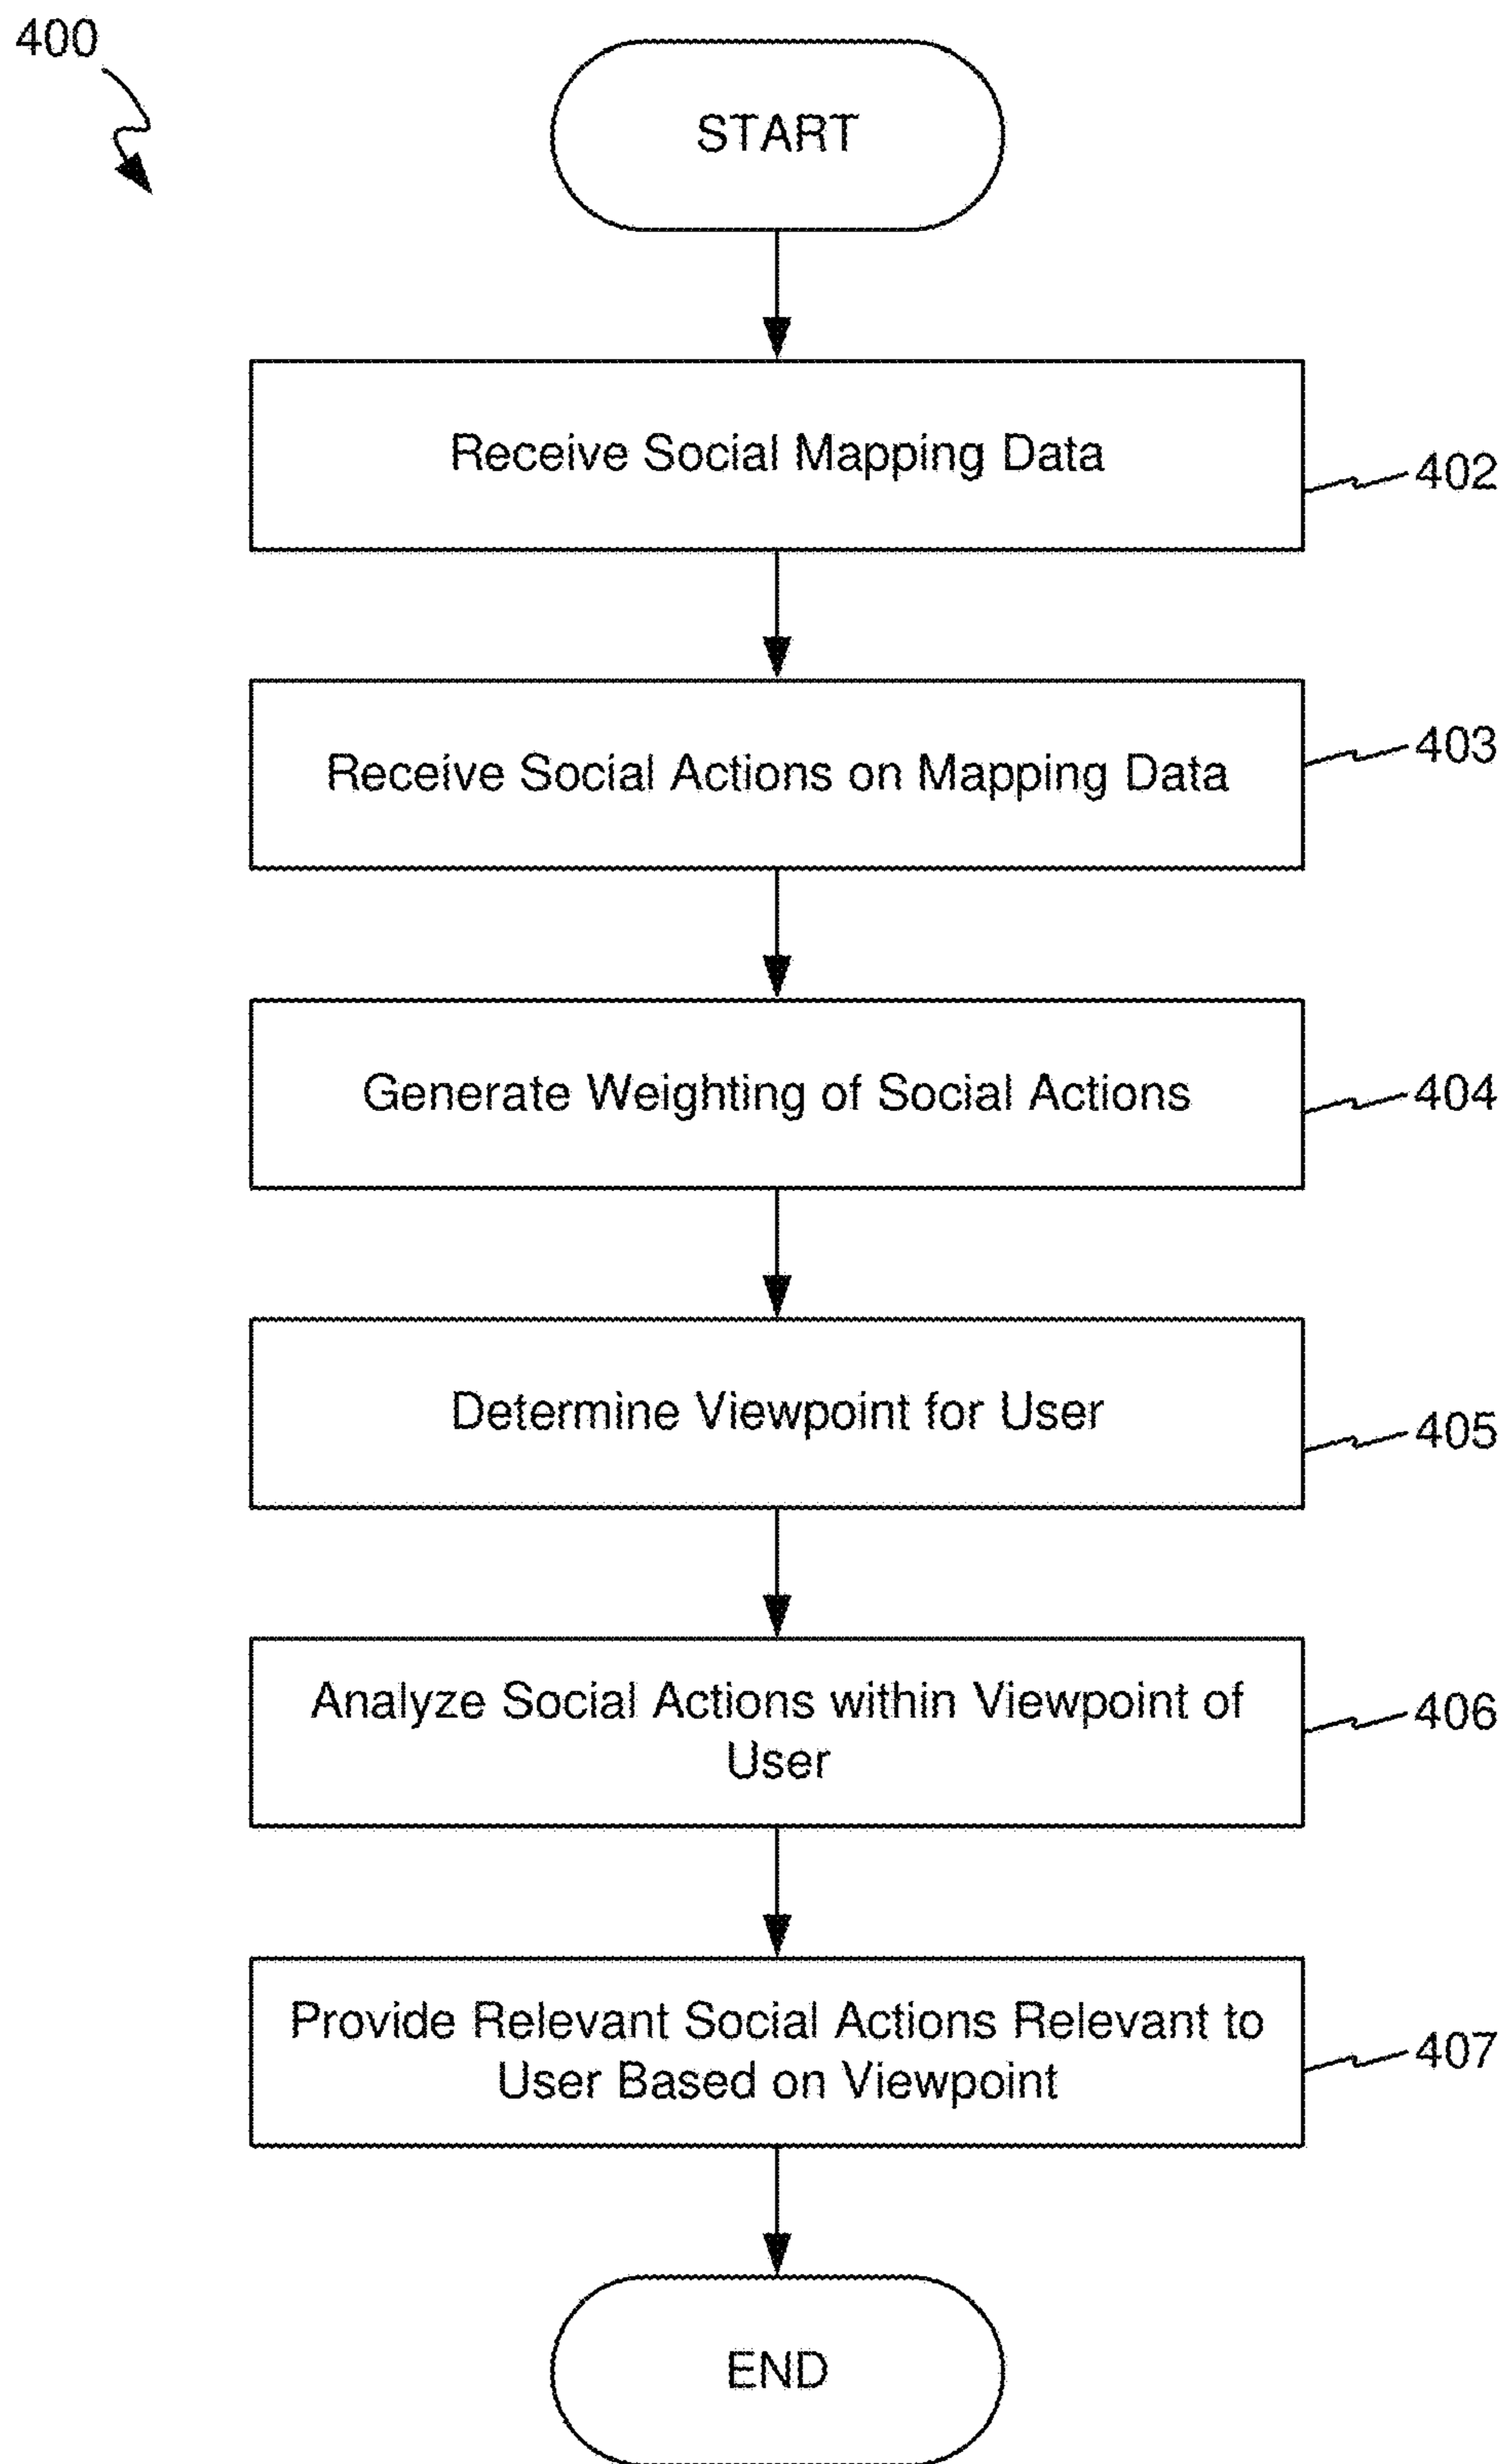 400
START
Receive Social Mapping Data
402
Receive Social Actions on Mapping Data
403
Generate Weighting of Social Actions
404
Determine Viewpoint for User
405
Analyze Social Actions within Viewpoint of
User
406
Provide Relevant Social Actions Relevant to
User Based on Viewpoint
407
END